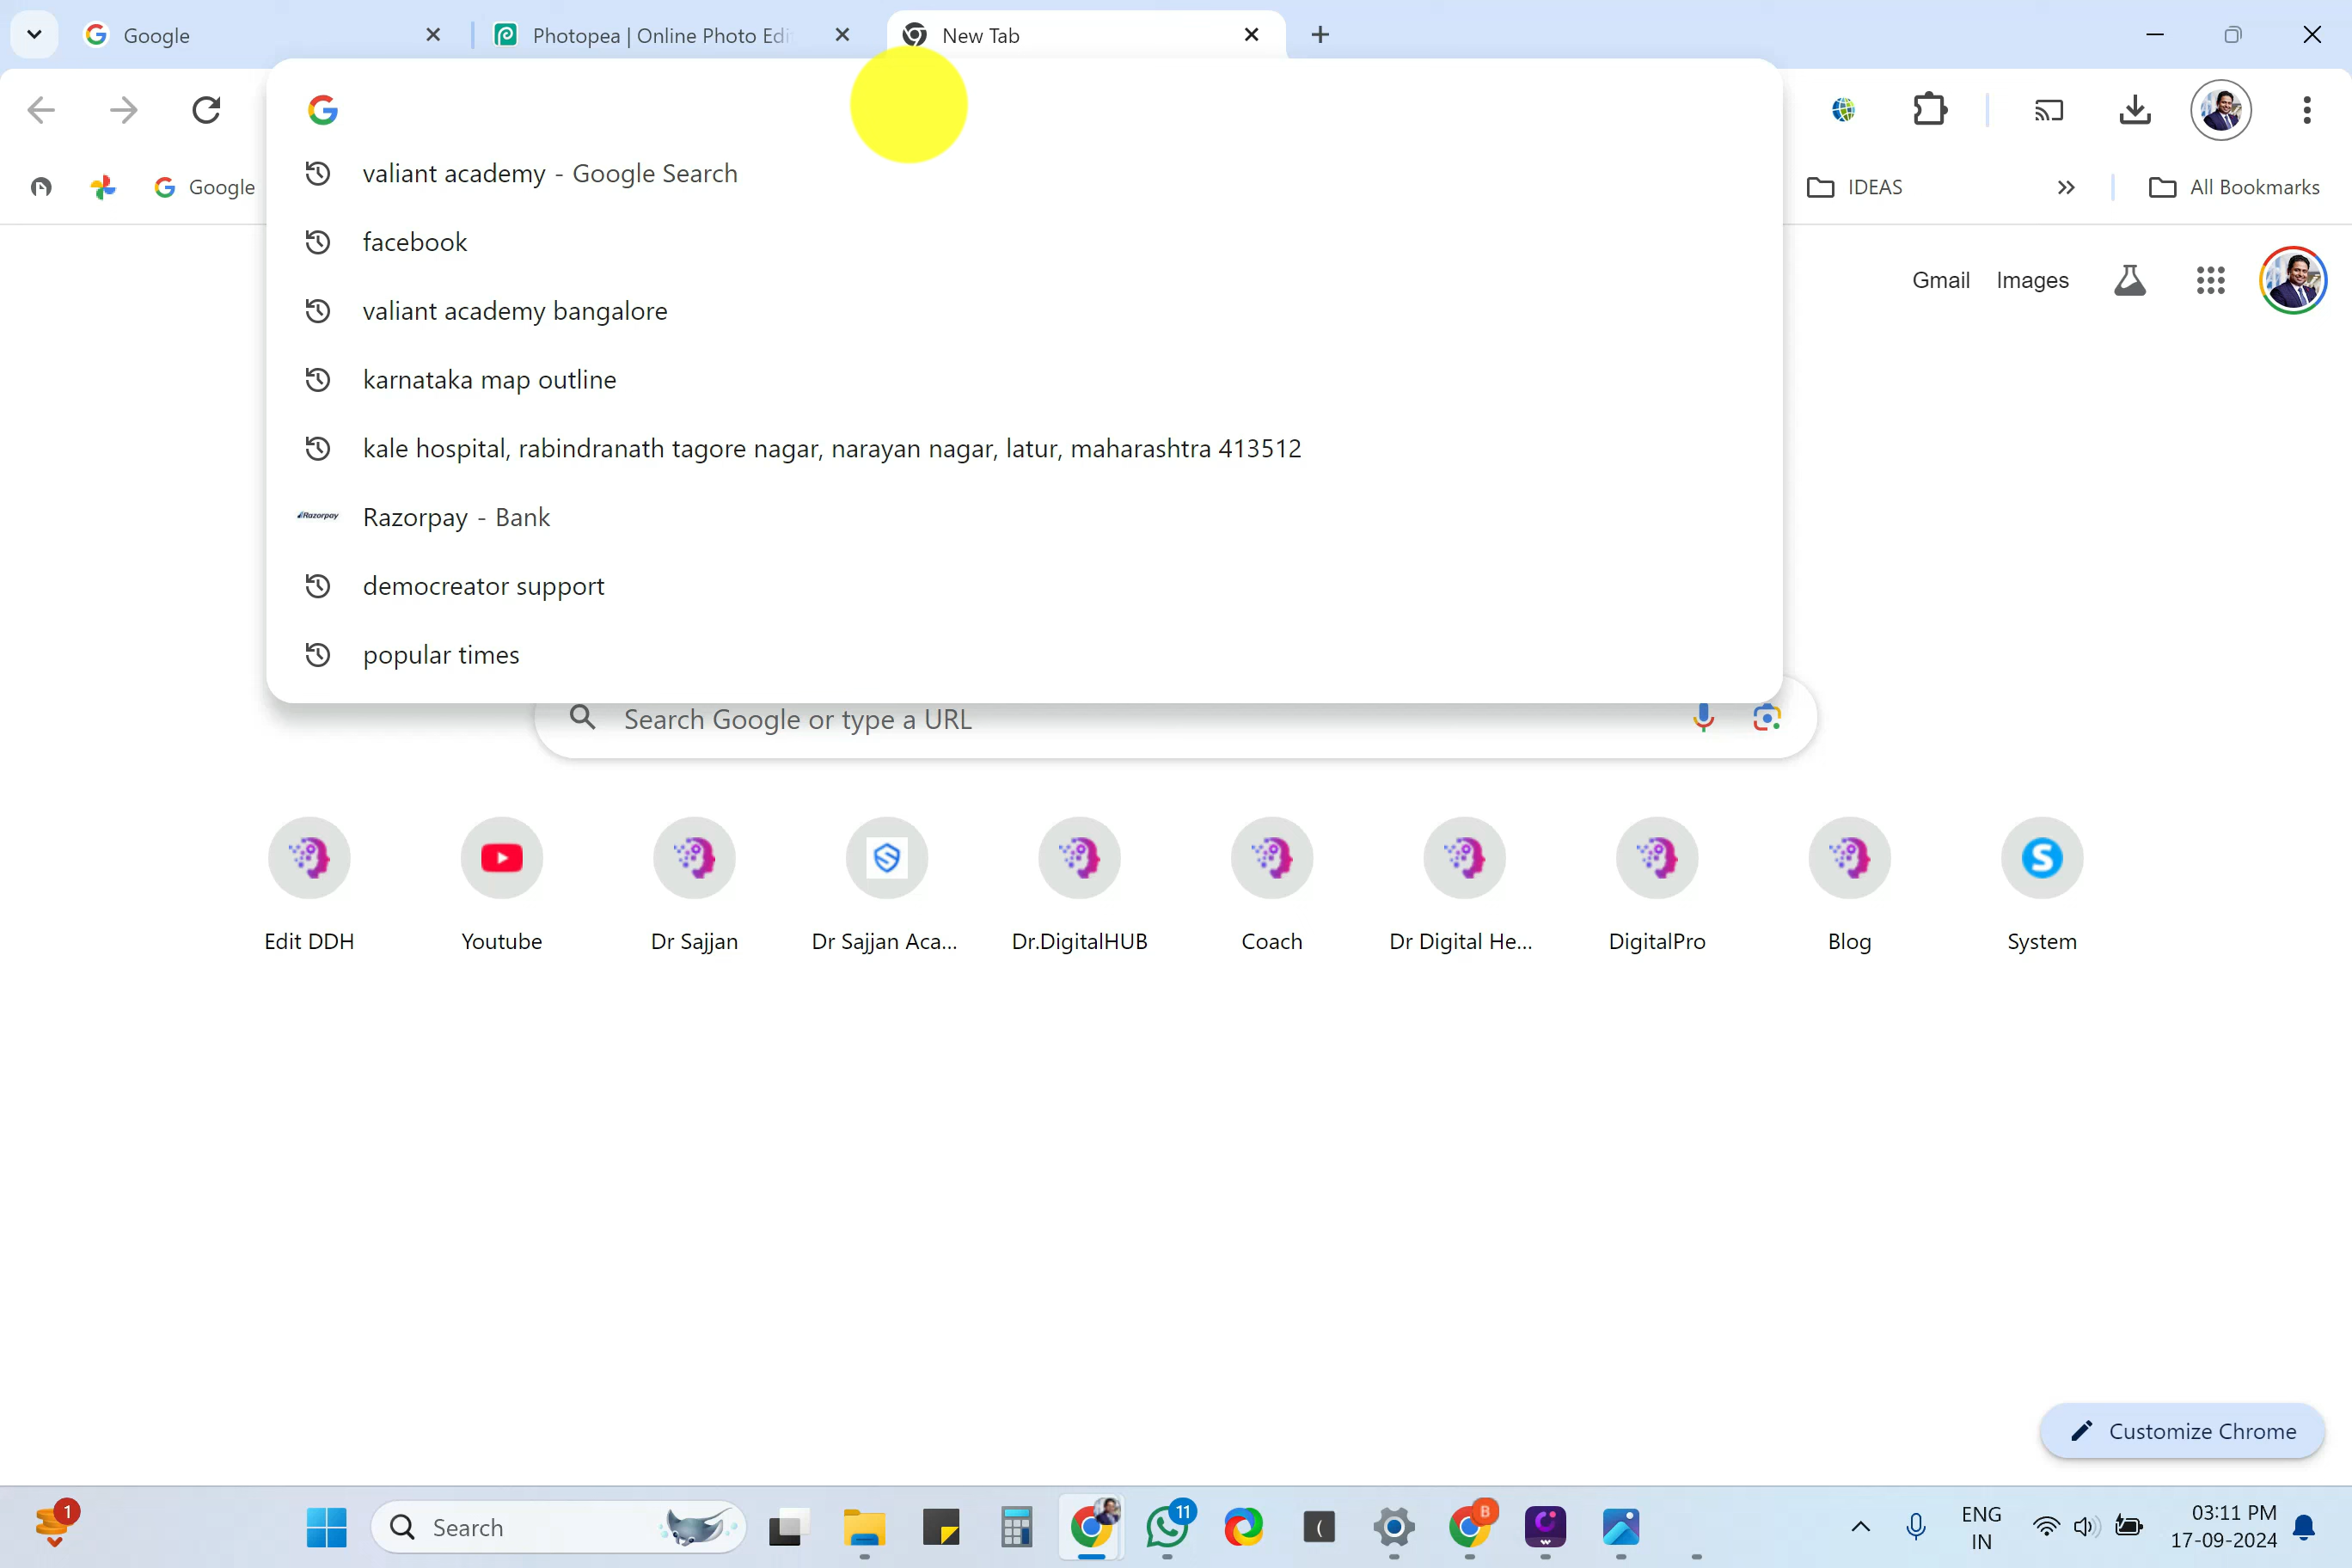 Google
Photopea | Online Photo Edi
New Tab
Google
IDEAS
All Bookmarks
valiant academy - Google Search
facebook
valiant academy bangalore
karnataka map outline
kale hospital, rabindranath tagore nagar, narayan nagar, latur, maharashtra 413512
Razorpay
Razorpay - Bank
democreator support
popular times
Gmail
Images
Search Google or type a URL
Edit DDH
Youtube
Dr Sajjan
Dr Sajjan Aca...
Dr.DigitalHUB
Coach
Dr Digital He...
DigitalPro
Blog
S
System
Customize Chrome
1
Search
11
B
ENG
IN
03:11 PM
17-09-2024